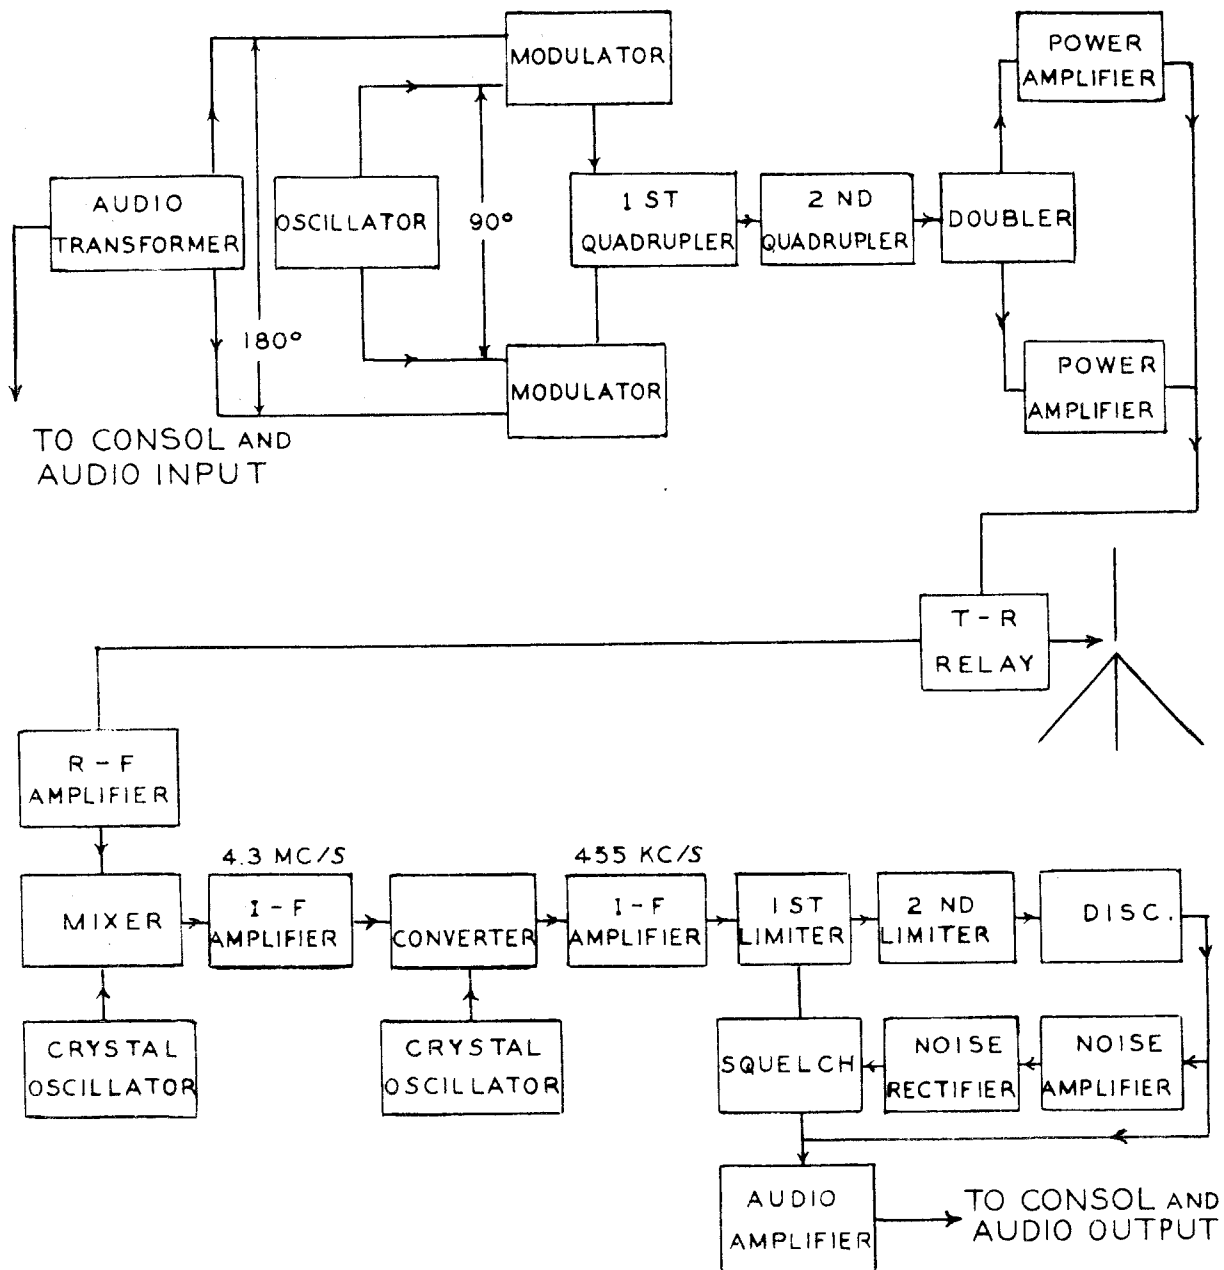 MODULATOR
POWER
AMPLIFIER
AUDIO
TRANSFORMER
OSCILLATOR
90°
1 ST
QUADRUPLER
2 ND
QUADRUPLER
DOUBLER
180°
MODULATOR
POWER
AMPLIFIER
TO CONSOL AND
AUDIO INPUT
T-R
RELAY
R-F
AMPLIFIER
4.3 MC/S
455 KC/S
MIXER
I-F
AMPLIFIER
CONVERTER
I-F
AMPLIFIER
1 ST
LIMITER
2 ND
LIMITER
DISC.
CRYSTAL
OSCILLATOR
CRYSTAL
OSCILLATOR
SQUELCH
NOISE
RECTIFIER
NOISE
AMPLIFIER
AUDIO
AMPLIFIER
TO CONSOL AND
AUDIO OUTPUT